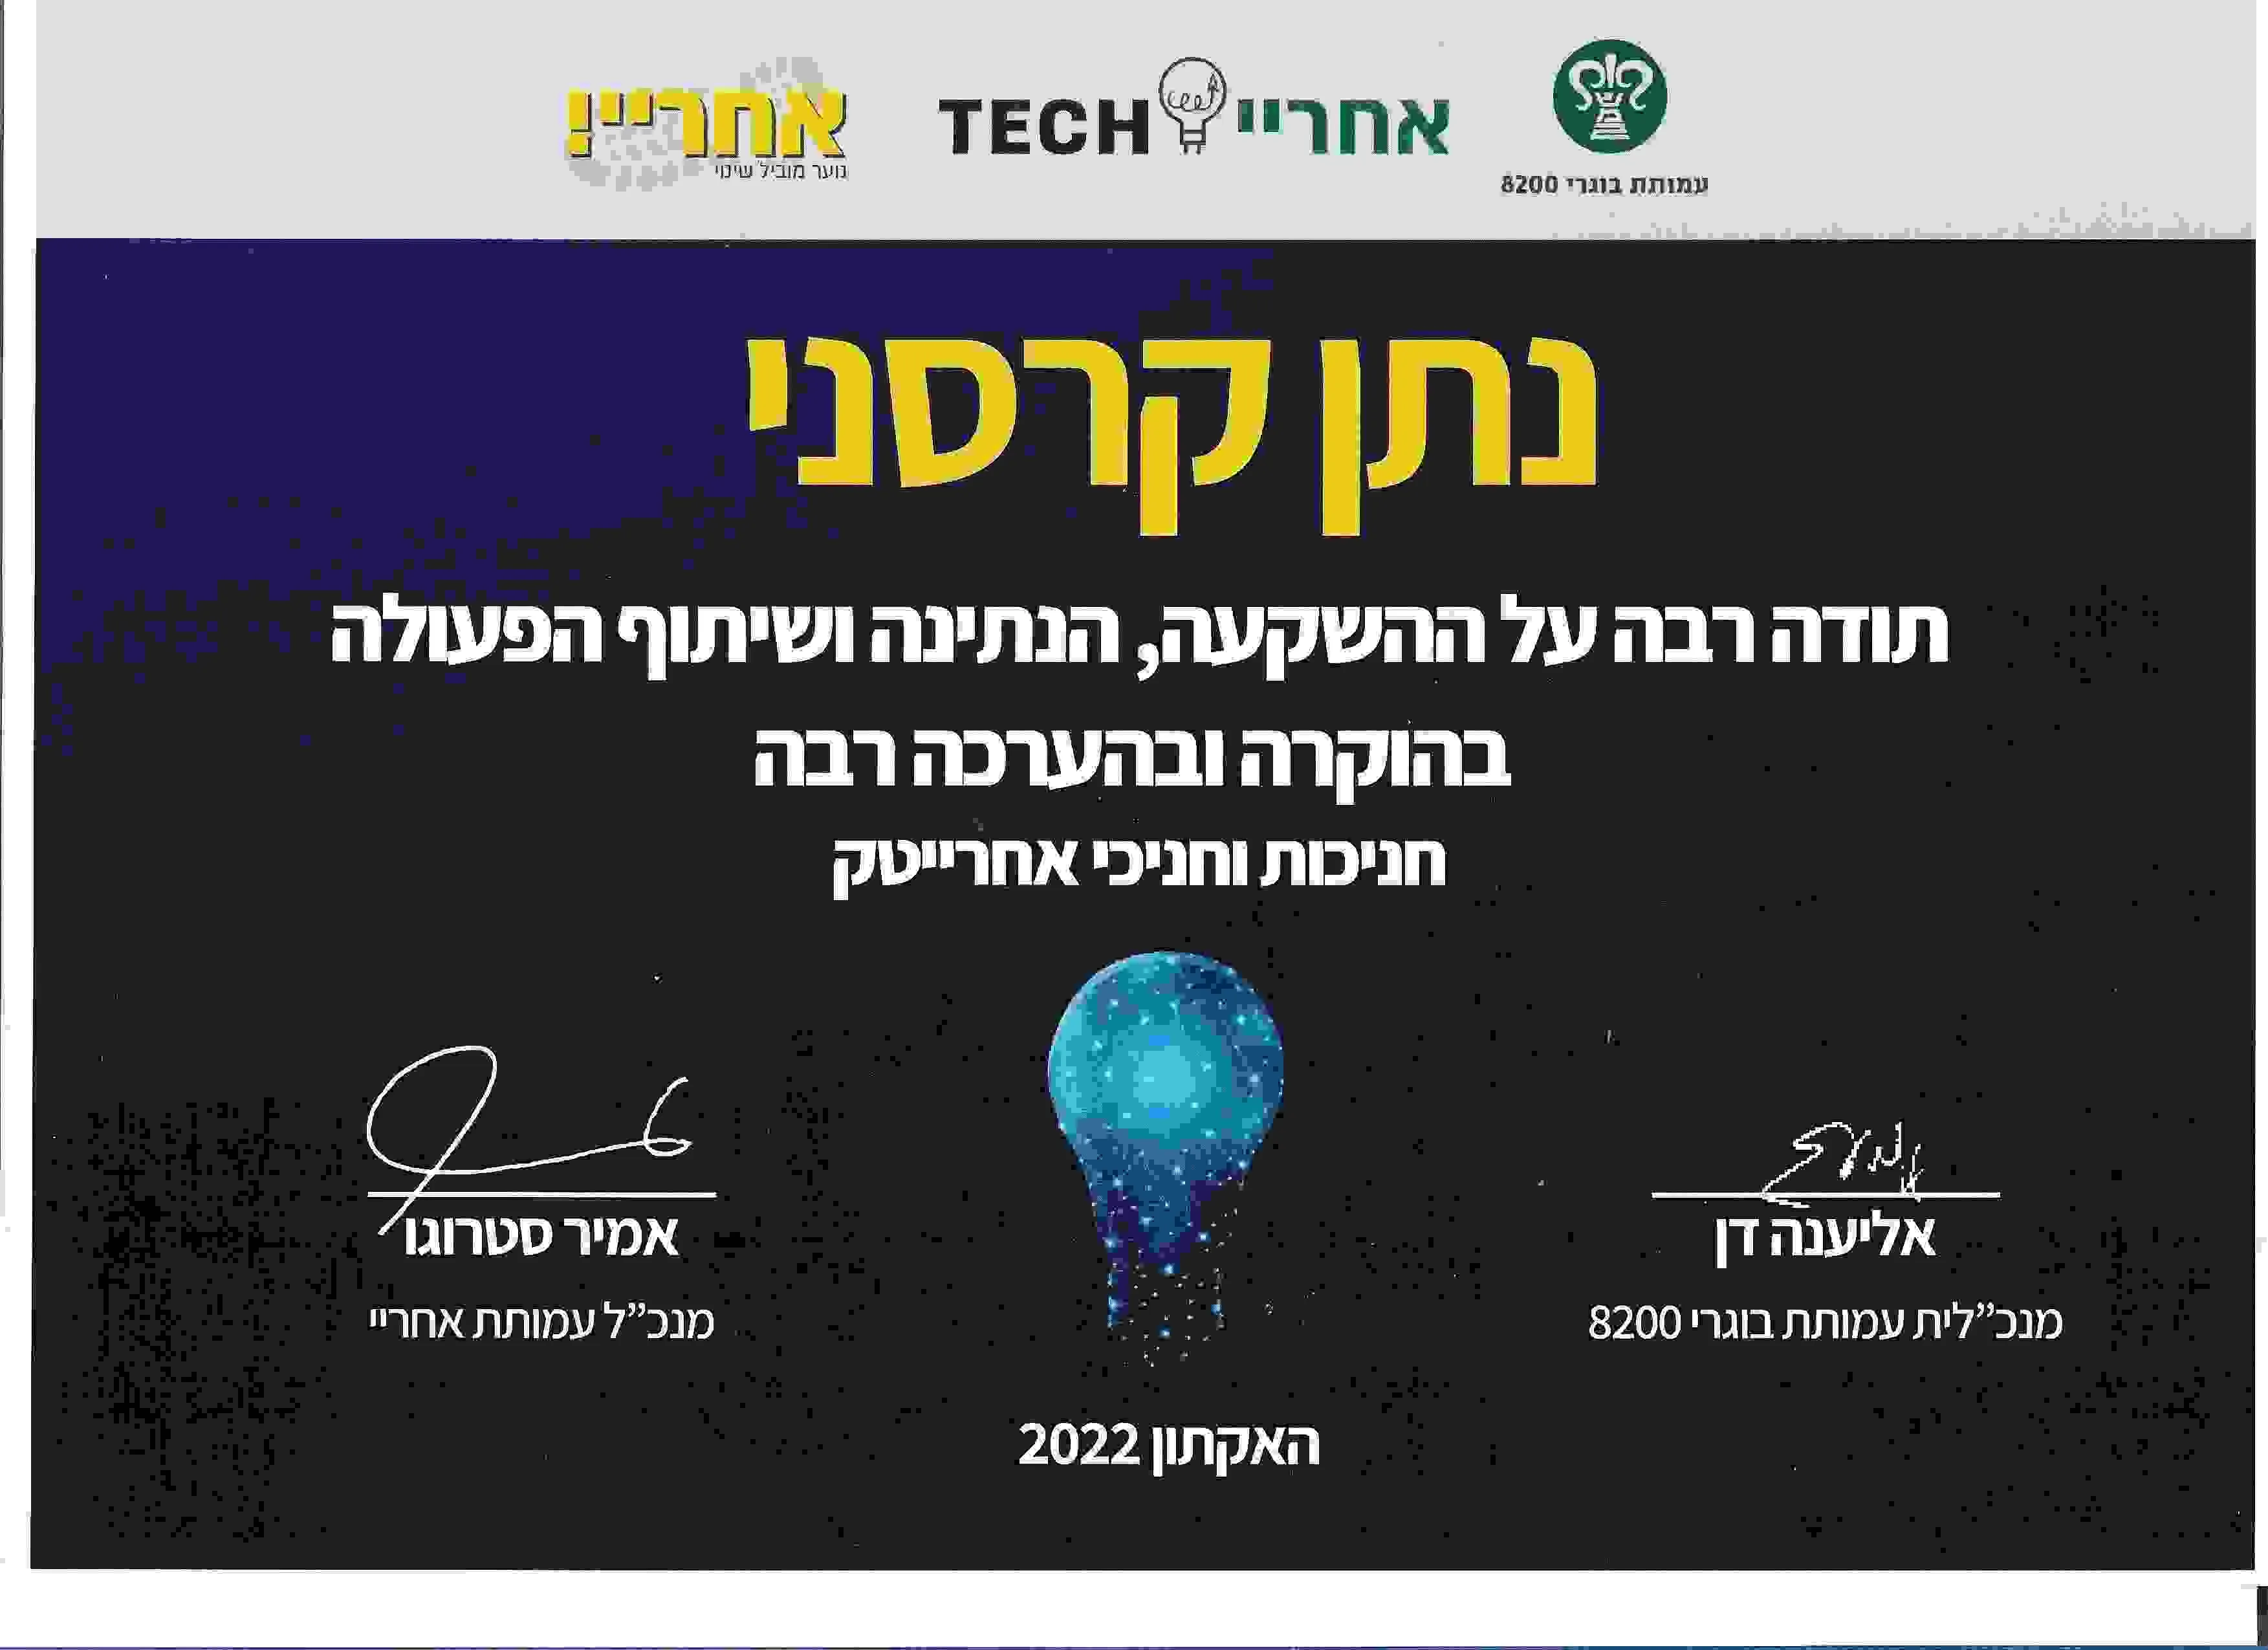 עמותת בוגרי 8200
אחריי TECH
אחריי!
נוער מוביל שינוי
נתן קרסני
תודה רבה על ההשקעה, הנתינה ושיתוף הפעולה
בהוקרה ובהערכה רבה
חניכות וחניכי אחרייטק
אליענה דן
מנכ”לית עמותת בוגרי 8200
אמיר סטרוגו
מנכ”ל עמותת אחריי
האקתון 2022